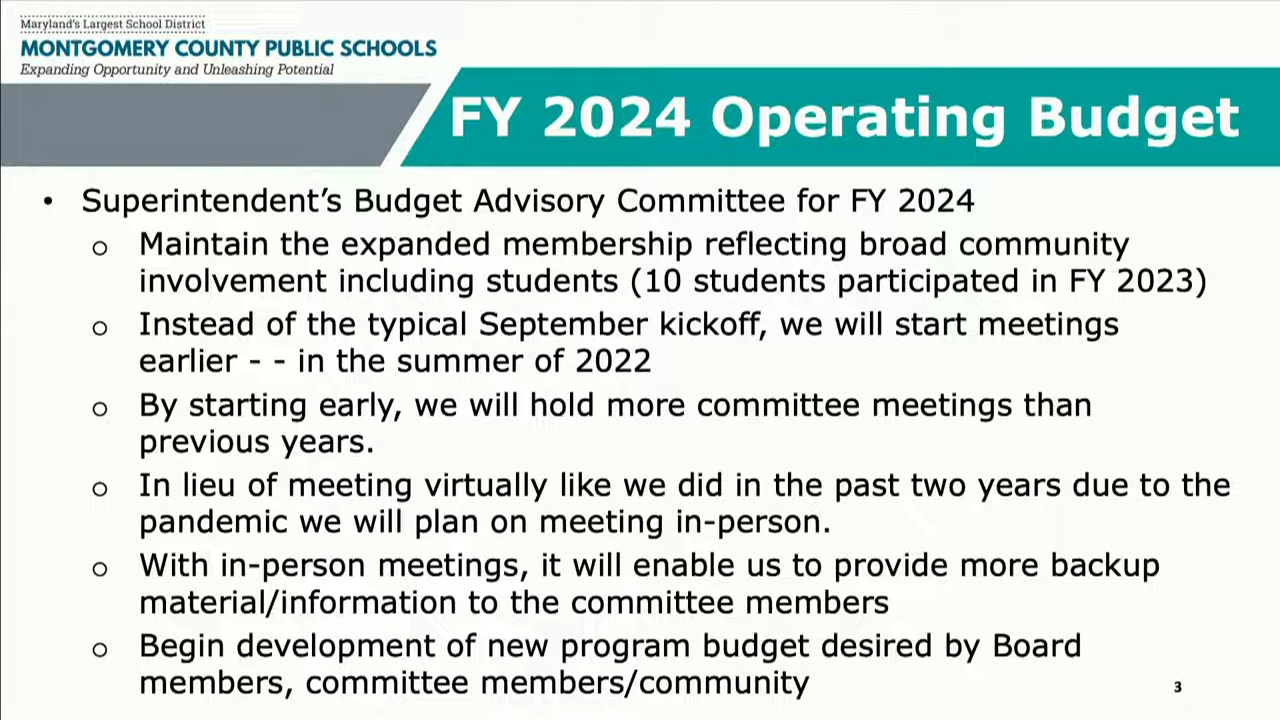 Maryland's Largest School District
MONTGOMERY COUNTY PUBLIC SCHOOLS
Expanding Opportunity and Unleashing Potential
FY 2024 Operating Budget
• Superintendent's Budget Advisory Committee for FY 2024
o Maintain the expanded membership reflecting broad community
involvement including students (10 students participated in FY 2023)
o Instead of the typical September kickoff, we will start meetings
earlier - - in the summer of 2022
o By starting early, we will hold more committee meetings than
previous years.
o In lieu of meeting virtually like we did in the past two years due to the
pandemic we will plan on meeting in-person.
o With in-person meetings, it will enable us to provide more backup
material/information to the committee members
o Begin development of new program budget desired by Board
members, committee members/community
3